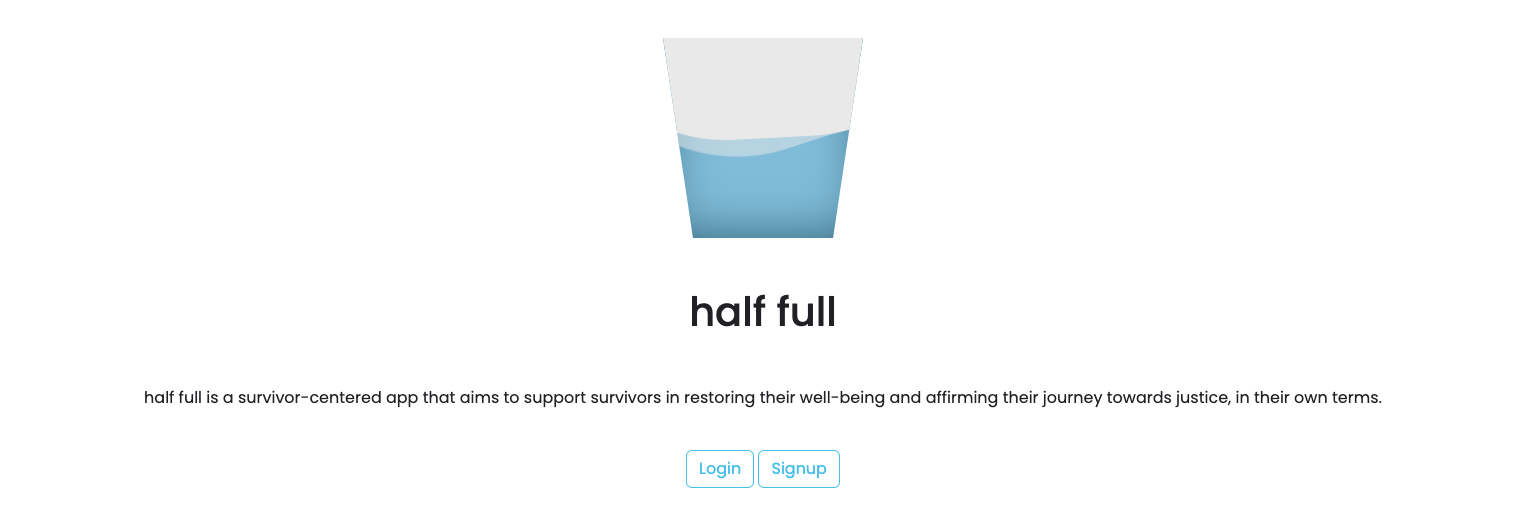 half full
half full is a survivor-centered app that aims to support survivors in restoring their well-being and affirming their journey towards justice, in their own terms.
Login Signup